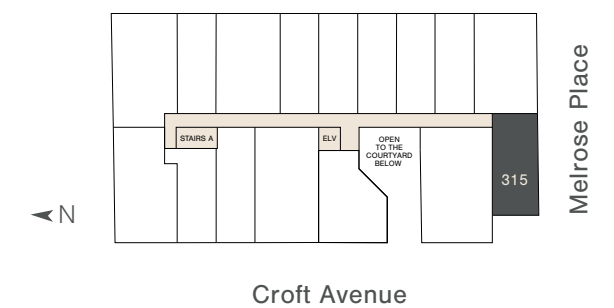 STAIRS A
ELV
OPEN
TO THE
COURTYARD
BELOW
315
Melrose Place
N
Croft Avenue